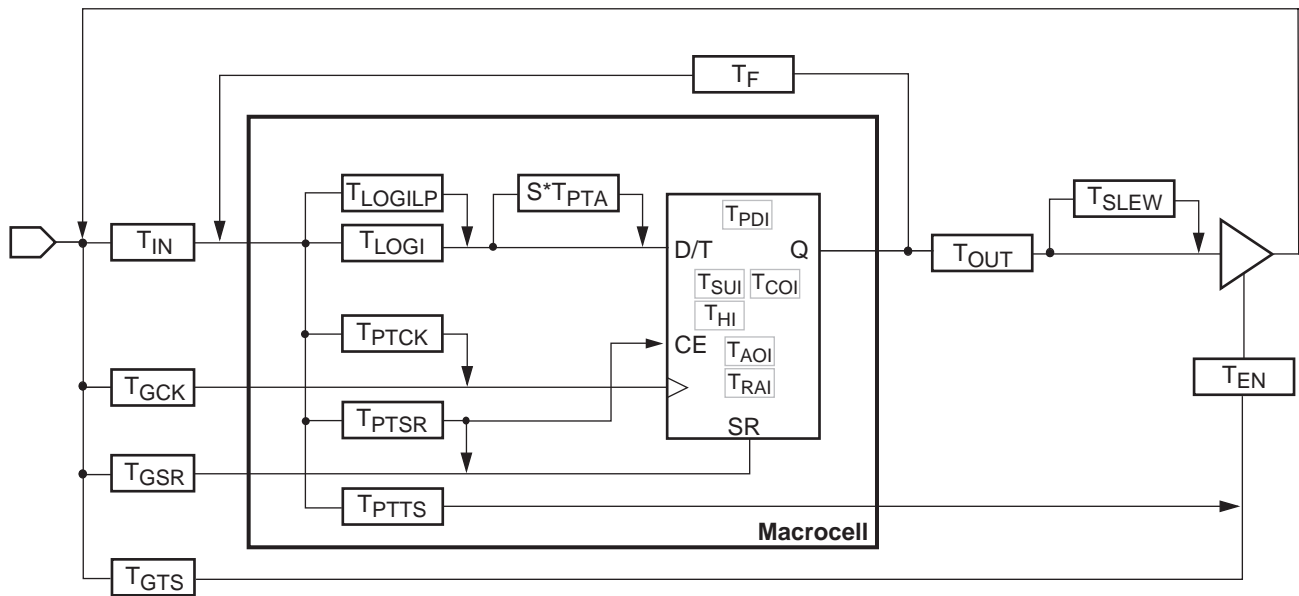 TF
TLOGILP
S*TPTA
TSLEW
TPDI
TIN
TLOGI
D/T
Q
TOUT
TSUI
TCOI
THI
TPTCK
CE
TAOI
TGCK
TRAI
TEN
TPTSR
SR
TGSR
TPTTS
Macrocell
TGTS